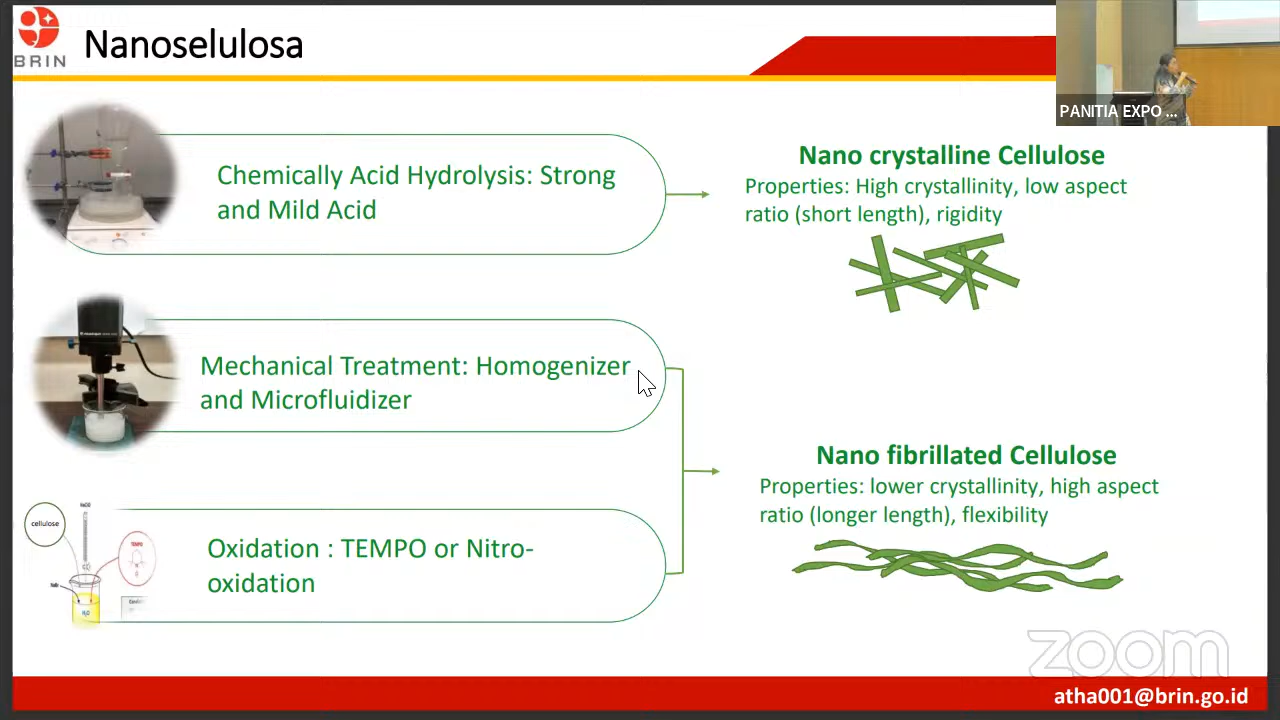 BRIN
Nanoselulosa
PANITIA EXPO ...
Chemically Acid Hydrolysis: Strong
and Mild Acid
Nano crystalline Cellulose
Properties: High crystallinity, low aspect
ratio (short length), rigidity
Mechanical Treatment: Homogenizer
and Microfluidizer
Nano fibrillated Cellulose
Properties: lower crystallinity, high aspect
ratio (longer length), flexibility
cellulose
Oxidation : TEMPO or Nitro-
oxidation
zoom
atha001@brin.go.id